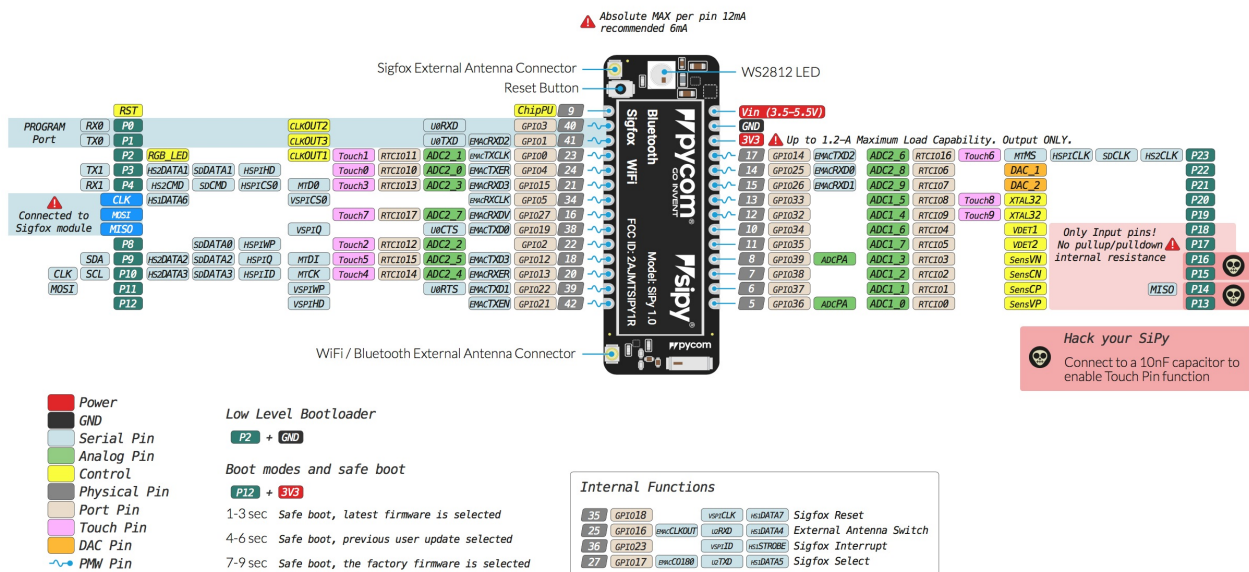 Absolute MAX per pin 12mA
recommended 6mA
Sigfox External Antenna Connector
WS2812 LED
Reset Button
RST ChipPU 9 Vin (3.5–5.5V)
PROGRAM Port
RX0 P0 CLKOUT2 U0RXD GPIO3 40 GND
TX0 P1 CLKOUT3 U0TXD EMACRXD2 GPIO1 41 3V3 Up to 1.2–A Maximum Load Capability. Output ONLY.
P2 RGB_LED CLKOUT1 Touch1 RTCIO11 ADC2_1 EMACTXCLK GPIO0 23 17 GPIO14 EMACTXD2 ADC2_6 RTCIO16 Touch6 MTMS HSPICLK SDCLK HS2CLK P23
TX1 P3 HS2DATA1 SDDATA1 HSPIHD Touch0 RTCIO10 ADC2_0 EMACTXER GPIO4 24 14 GPIO25 EMACRXD0 ADC2_8 RTCIO6 DAC_1 P22
RX1 P4 HS2CMD SDCMD HSPICS0 MTD0 Touch3 RTCIO13 ADC2_3 EMACRXD3 GPIO15 21 15 GPIO26 EMACRXD1 ADC2_9 RTCIO7 DAC_2 P21
Connected to
Sigfox module
CLK HS1DATA6 VSPICS0 EMACRXCLK GPIO5 34 13 GPIO33 ADC1_5 RTCIO8 Touch8 XTAL32 P20
MOSI Touch7 RTCIO17 ADC2_7 EMACRXDV GPIO27 16 12 GPIO32 ADC1_4 RTCIO9 Touch9 XTAL32 P19
MISO VSPIQ U0CTS EMACTXD0 GPIO19 38 10 GPIO34 ADC1_6 RTCIO4 VDET1 P18
P8 SDDATA0 HSPIWP Touch2 RTCIO12 ADC2_2 GPIO2 22 11 GPIO35 ADC1_7 RTCIO5 VDET2 P17
SDA P9 HS2DATA2 SDDATA2 HSPIQ MTDI Touch5 RTCIO15 ADC2_5 EMACTXD3 GPIO12 18 8 GPIO39 ADCPA ADC1_3 RTCIO3 SensVN P16
CLK SCL P10 HS2DATA3 SDDATA3 HSPIID MTCK Touch4 RTCIO14 ADC2_4 EMACRXER GPIO13 20 7 GPIO38 ADC1_2 RTCIO2 SensCN P15
MOSI P11 VSPIWP U0RTS EMACTXD1 GPIO22 39 6 GPIO37 ADC1_1 RTCIO1 SensCP MISO P14
P12 VSPIHD EMACTXEN GPIO21 42 5 GPIO36 ADCPA ADC1_0 RTCIO0 SensVP P13
Only Input pins!
No pullup/pulldown
internal resistance
Sigfox WiFi
Bluetooth
FCC ID: 2AJMTSIPY1R
Model: SiPy 1.0
pycom
GO INVENT
sipy
pycom
WiFi / Bluetooth External Antenna Connector
Hack your SiPy
Connect to a 10nF capacitor to
enable Touch Pin function
Power
GND
Serial Pin
Analog Pin
Control
Physical Pin
Port Pin
Touch Pin
DAC Pin
PMW Pin
Low Level Bootloader
P2 + GND
Boot modes and safe boot
P12 + 3V3
1-3 sec Safe boot, latest firmware is selected
4-6 sec Safe boot, previous user update selected
7-9 sec Safe boot, the factory firmware is selected
Internal Functions
35 GPIO18 VSPICLK HS1DATA7 Sigfox Reset
25 GPIO16 EMACCLKOUT U2RXD HS1DATA4 External Antenna Switch
36 GPIO23 VSPIID HS1STROBE Sigfox Interrupt
27 GPIO17 EMACCO180 U2TXD HS1DATA5 Sigfox Select